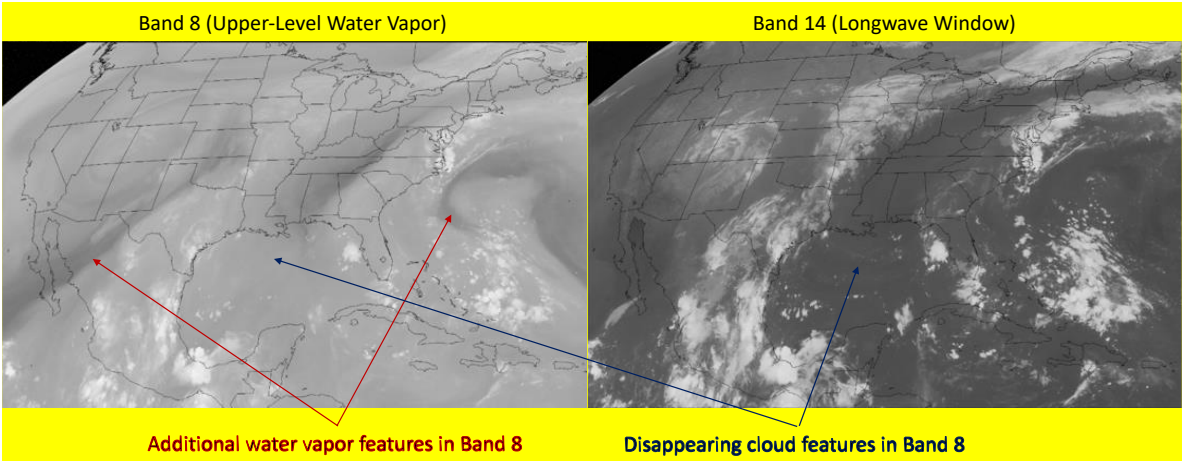 Band 8 (Upper-Level Water Vapor)
Band 14 (Longwave Window)
Additional water vapor features in Band 8
Disappearing cloud features in Band 8